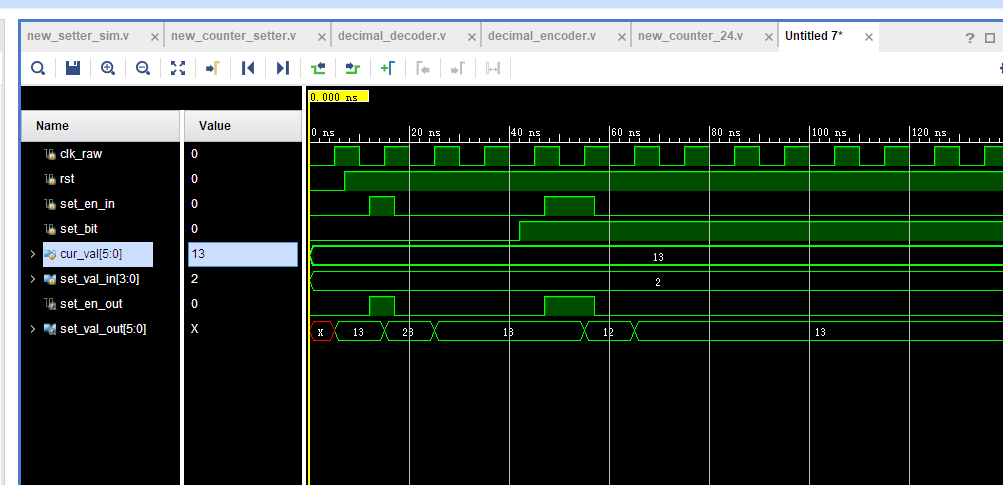 new_setter_sim.v × new_counter_setter.v × decimal_decoder.v × decimal_encoder.v × new_counter_24.v × Untitled 7* × ?
0.000 ns
Name Value
0 ns 20 ns 40 ns 60 ns 80 ns 100 ns 120 ns
clk_raw 0
rst 0
set_en_in 0
set_bit 0
cur_val[5:0] 13 13
set_val_in[3:0] 2 2
set_en_out 0
set_val_out[5:0] X X 13 23 13 12 13